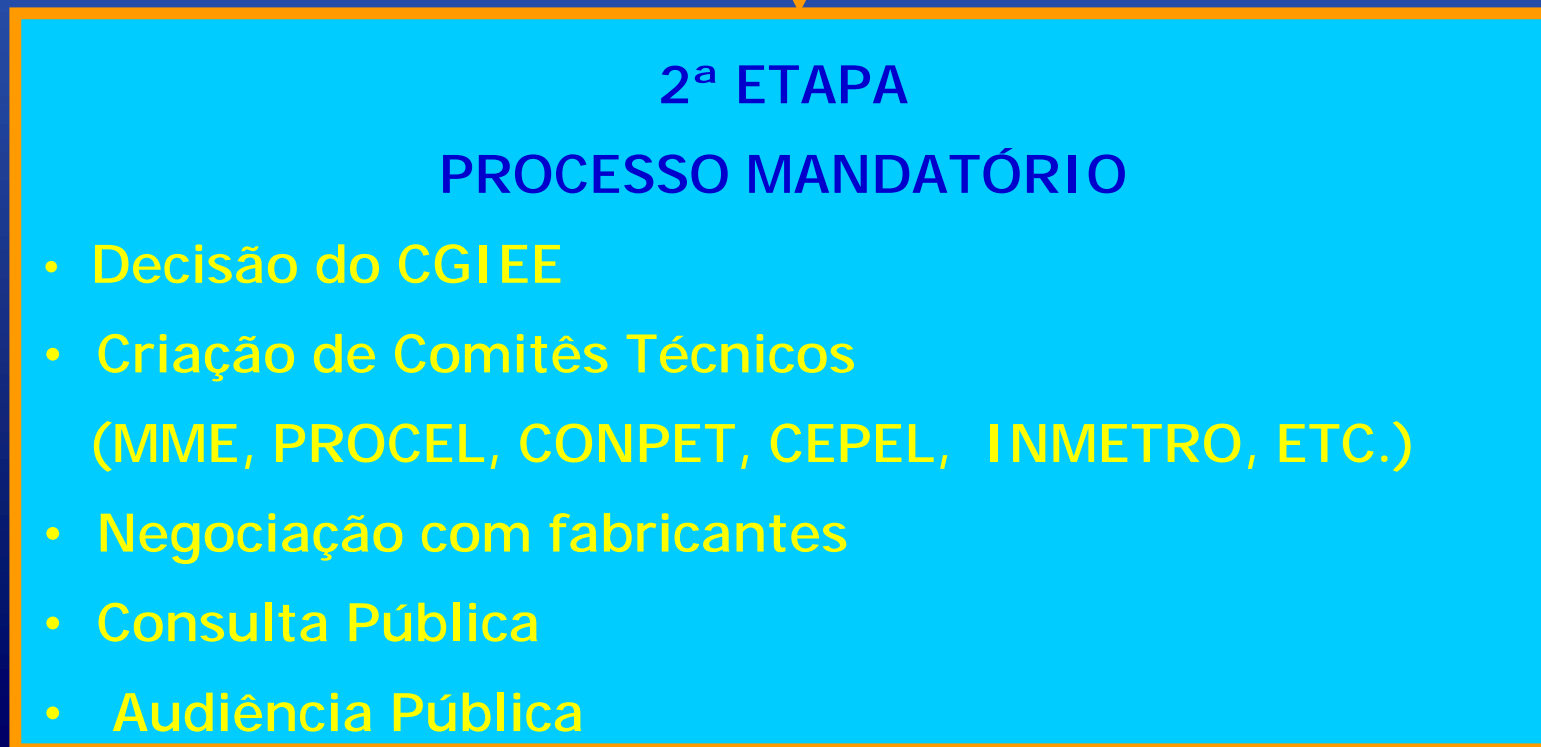 2ª ETAPA
PROCESSO MANDATÓRIO
• Decisão do CGIEE
• Criação de Comitês Técnicos
(MME, PROCEL, CONPET, CEPEL, INMETRO, ETC.)
• Negociação com fabricantes
• Consulta Pública
• Audiência Pública